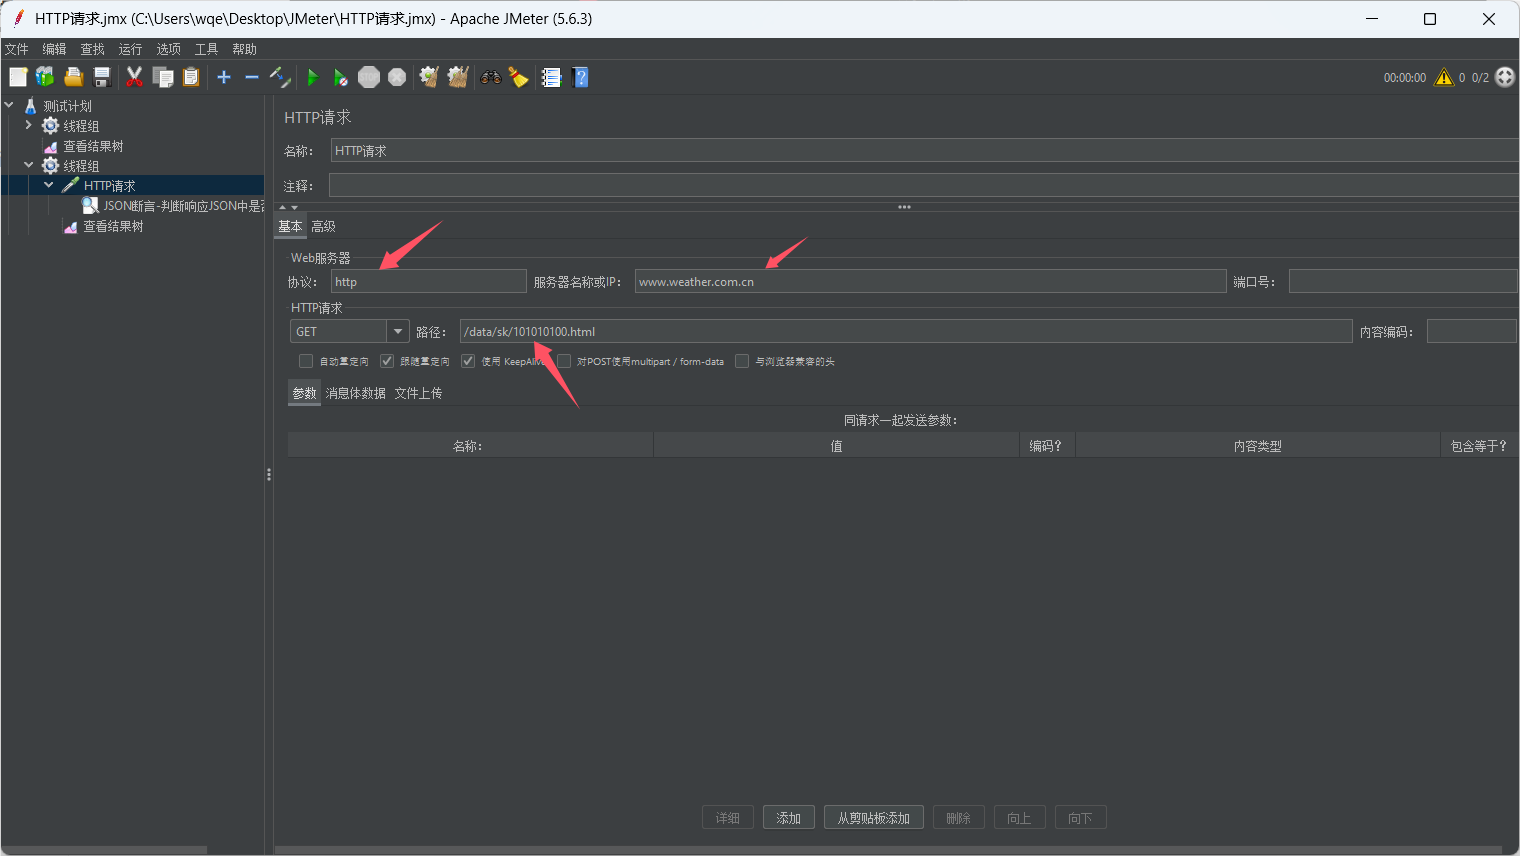 HTTP请求.jmx (C:\Users\wqe\Desktop\JMeter\HTTP请求.jmx) - Apache JMeter (5.6.3)
文件 编辑 查找 运行 选项 工具 帮助
STOP
00:00:00 0 0/2
测试计划
线程组
查看结果树
线程组
HTTP请求
JSON断言-判断响应JSON中是否
查看结果树
HTTP请求
名称： HTTP请求
注释：
基本 高级
Web服务器
协议： http 服务器名称或IP： www.weather.com.cn 端口号：
HTTP请求
GET 路径： /data/sk/101010100.html 内容编码：
自动重定向 跟随重定向 使用 KeepAlive 对POST使用multipart / form-data 与浏览器兼容的头
参数 消息体数据 文件上传
同请求一起发送参数：
名称： 值 编码？ 内容类型 包含等于？
详细 添加 从剪贴板添加 删除 向上 向下